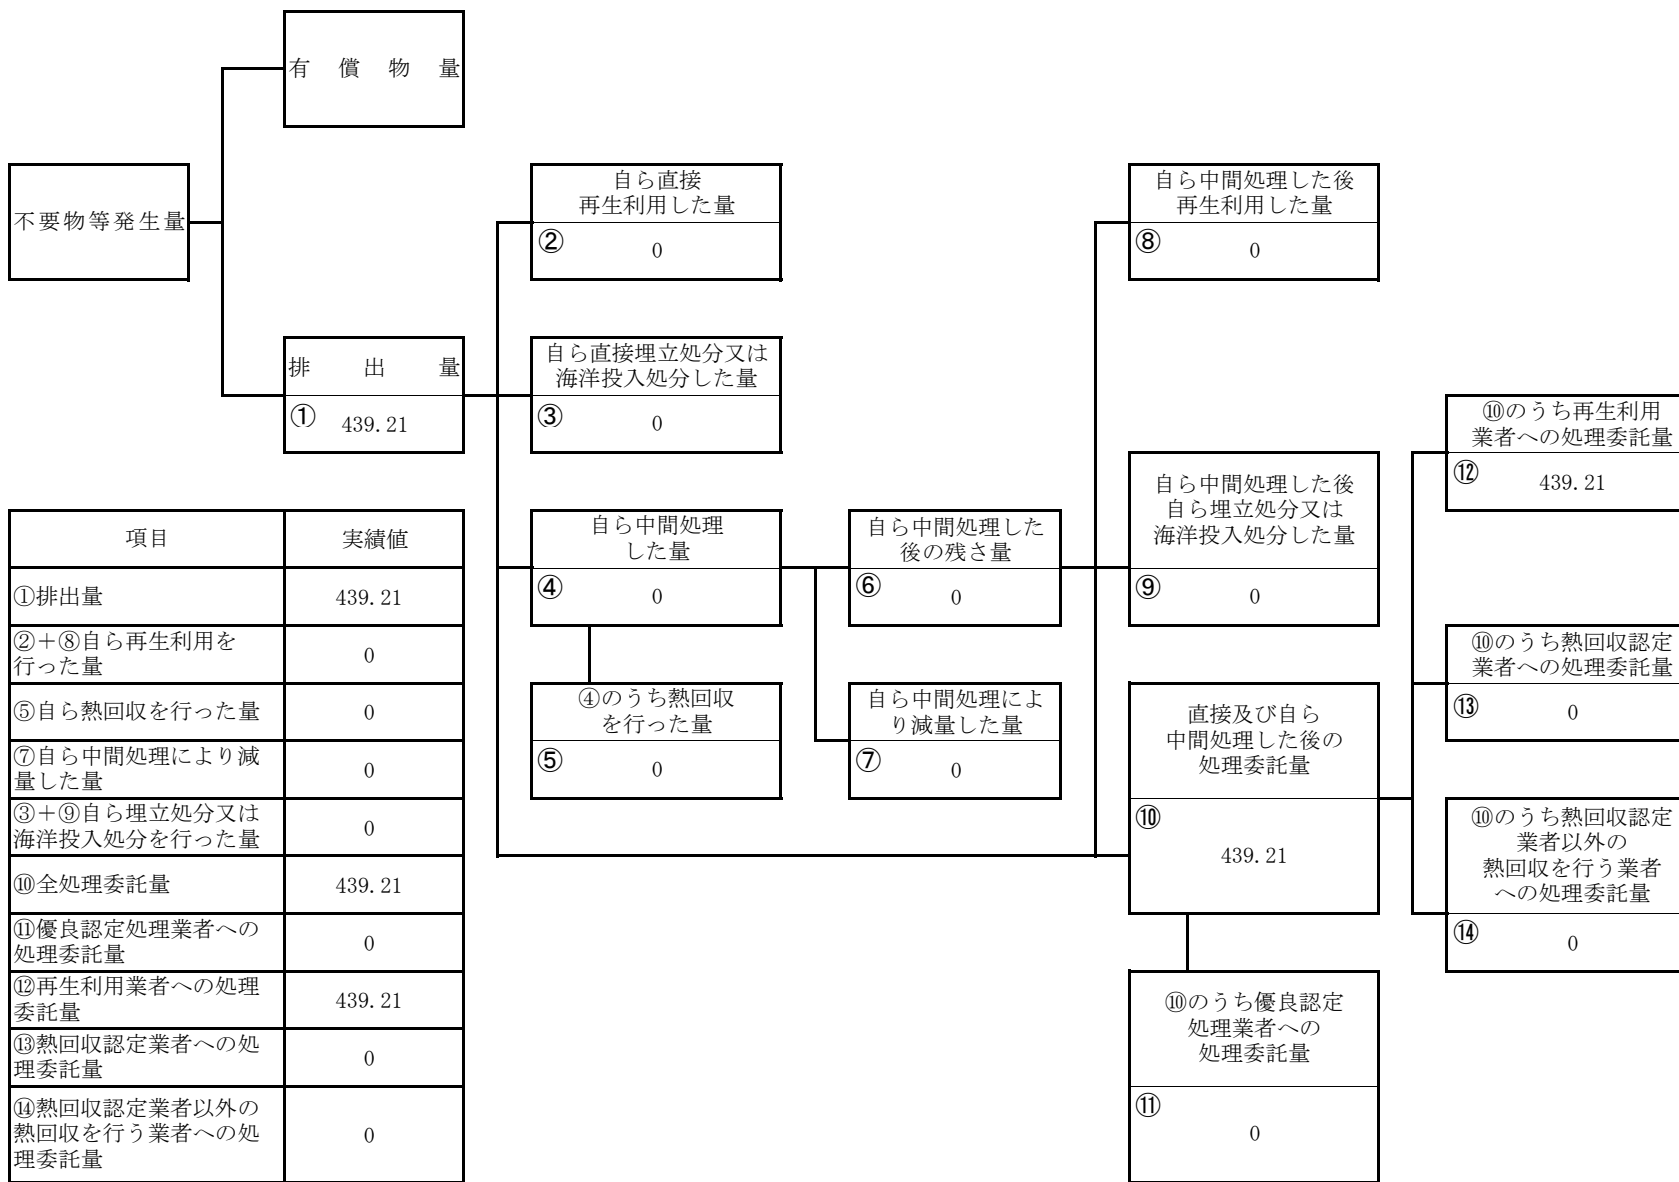 有償物量
不要物等発生量
排出量
① 439.21
自ら直接
再生利用した量
② 0
自ら直接埋立処分又は
海洋投入処分した量
③ 0
自ら中間処理
した量
④ 0
④のうち熱回収
を行った量
⑤ 0
自ら中間処理した
後の残さ量
⑥ 0
自ら中間処理によ
り減量した量
⑦ 0
自ら中間処理した後
再生利用した量
⑧ 0
自ら中間処理した後
自ら埋立処分又は
海洋投入処分した量
⑨ 0
直接及び自ら
中間処理した後の
処理委託量
⑩
439.21
⑩のうち優良認定
処理業者への
処理委託量
⑪
0
⑩のうち再生利用
業者への処理委託量
⑫ 439.21
⑩のうち熱回収認定
業者への処理委託量
⑬ 0
⑩のうち熱回収認定
業者以外の
熱回収を行う業者
への処理委託量
⑭ 0
項目 実績値
①排出量 439.21
②+⑧自ら再生利用を
行った量 0
⑤自ら熱回収を行った量 0
⑦自ら中間処理により減
量した量 0
③+⑨自ら埋立処分又は
海洋投入処分を行った量 0
⑩全処理委託量 439.21
⑪優良認定処理業者への
処理委託量 0
⑫再生利用業者への処理
委託量 439.21
⑬熱回収認定業者への処
理委託量 0
⑭熱回収認定業者以外の
熱回収を行う業者への処
理委託量 0